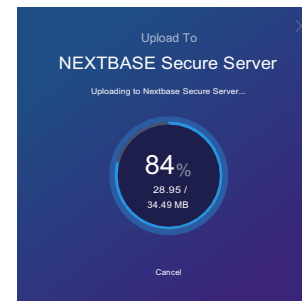 Upload To
NEXTBASE Secure Server
Uploading to Nextbase Secure Server...
84%
28.95 /
34.49 MB
Cancel